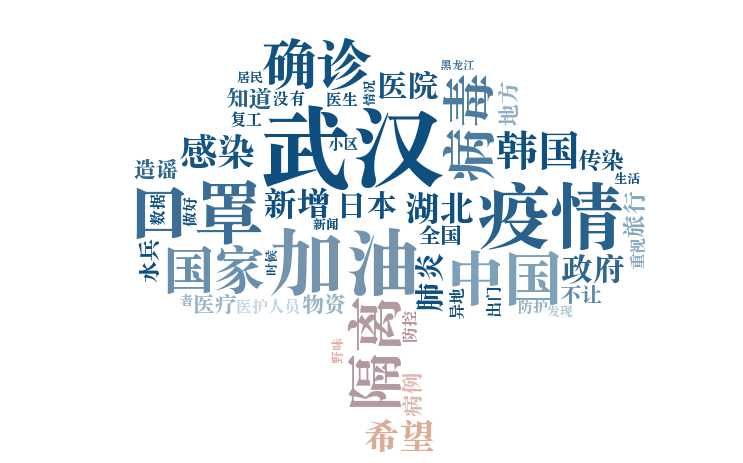 黑龙江
确诊
居民
医院
情况
知道
没有
医生
病毒
地方
复工
武汉
小区
感染
韩国
传染
造谣
生活
口罩
数据
做好
新增
日本
湖北
疫情
旅行
新闻
全国
重视
水兵
国家
时候
加油
肺炎
中国
政府
者
医疗
医护人员
物资
异地
出门
不让
防护
发现
隔离
防控
野味
病例
希望